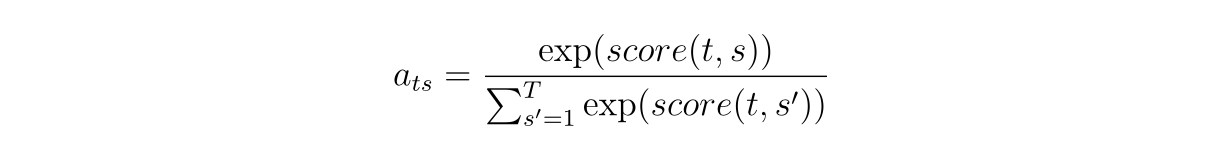 a_{ts} = \frac{\exp(score(t, s))}{\sum_{s'=1}^{T} \exp(score(t, s'))}